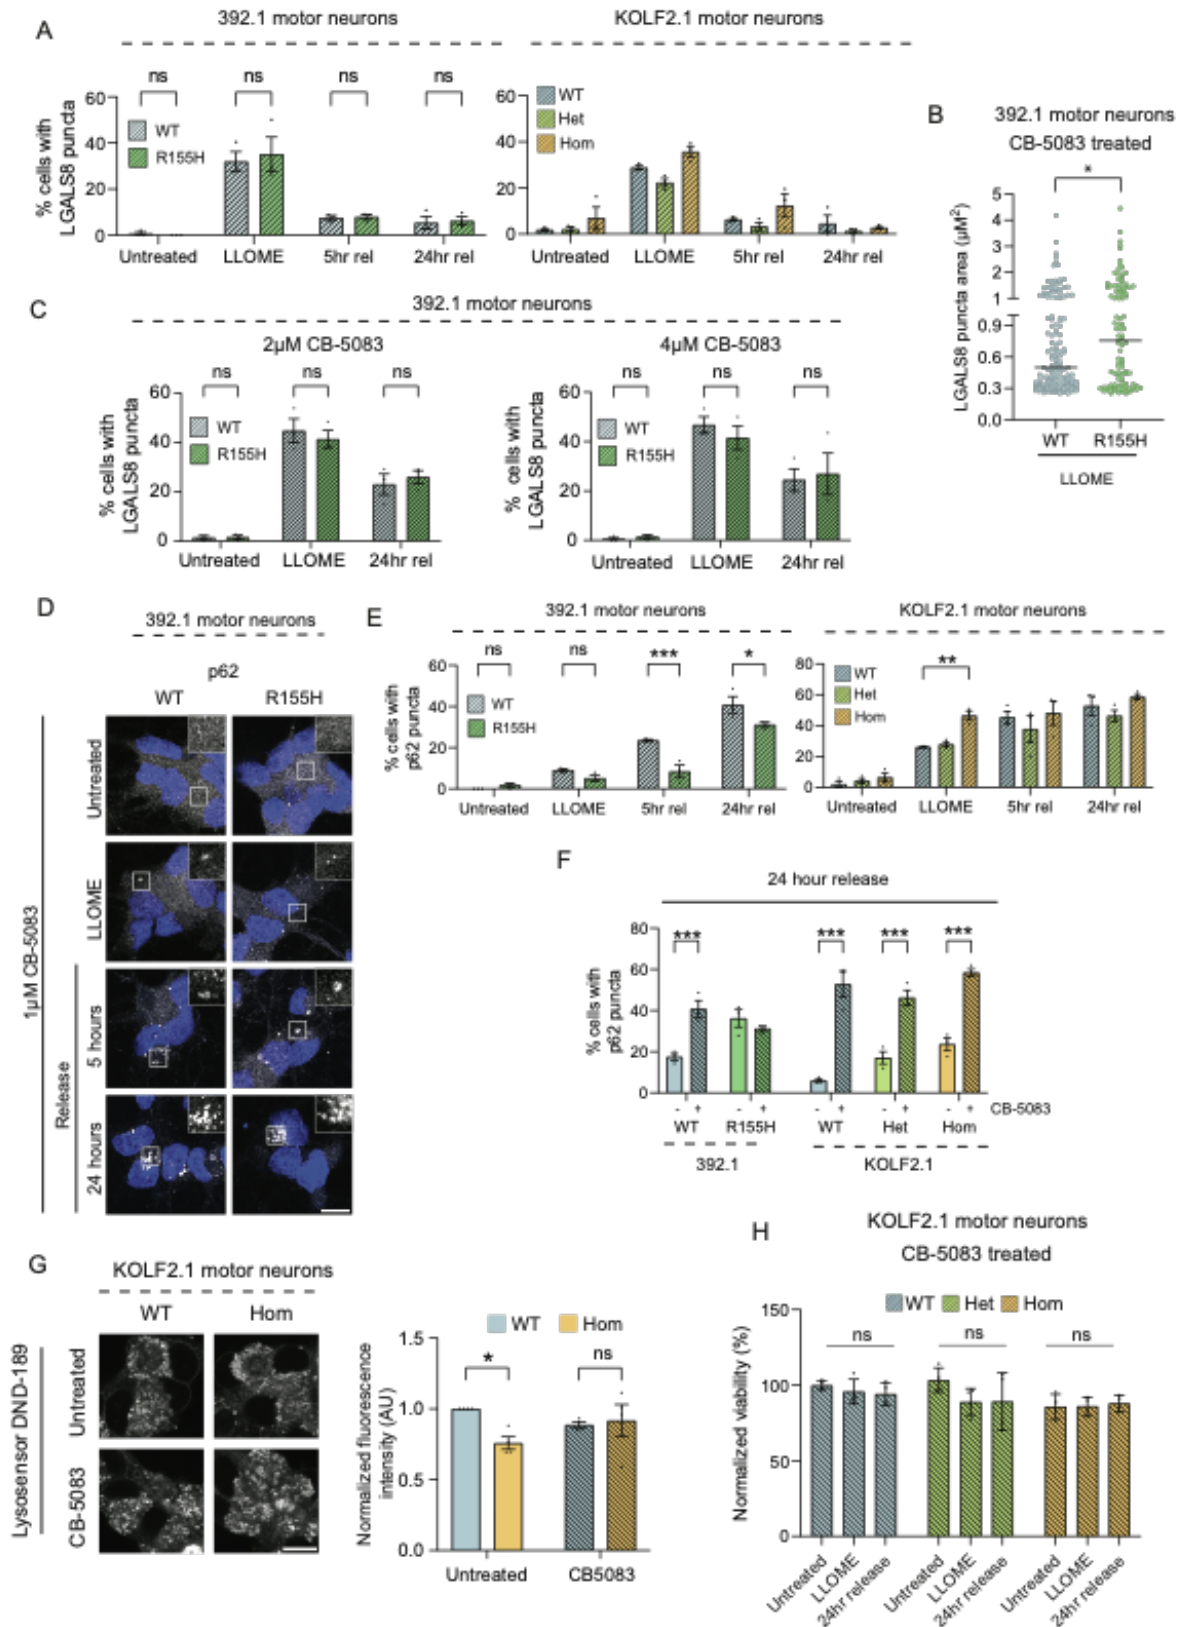 A
392.1 motor neurons
KOLF2.1 motor neurons
% cells with
LGALS8 puncta
60
40
20
0
ns
ns
ns
ns
WT
R155H
Untreated
LLOME
5hr rel
24hr rel
60
40
20
0
WT
Het
Hom
Untreated
LLOME
5hr rel
24hr rel
B
392.1 motor neurons
CB-5083 treated
*
LGALS8 puncta area (µM²)
5
4
3
2
1
0.9
0.6
0.3
0.0
WT
R155H
LLOME
C
392.1 motor neurons
2µM CB-5083
% cells with
LGALS8 puncta
60
40
20
0
ns
ns
ns
WT
R155H
Untreated
LLOME
24hr rel
4µM CB-5083
% cells with
LGALS8 puncta
60
40
20
0
ns
ns
ns
WT
R155H
Untreated
LLOME
24hr rel
D
392.1 motor neurons
p62
WT
R155H
1µM CB-5083
Untreated
LLOME
Release
5 hours
24 hours
E
392.1 motor neurons
% cells with
p62 puncta
60
40
20
0
ns
ns
***
*
WT
R155H
Untreated
LLOME
5hr rel
24hr rel
KOLF2.1 motor neurons
80
60
40
20
0
**
WT
Het
Hom
Untreated
LLOME
5hr rel
24hr rel
F
24 hour release
% cells with
p62 puncta
80
60
40
20
0
***
***
***
***
- + - + - + - + - + CB-5083
WT
R155H
WT
Het
Hom
392.1
KOLF2.1
G
KOLF2.1 motor neurons
WT
Hom
Lysosensor DND-189
Untreated
CB-5083
WT
Hom
Normalized fluorescence
intensity (AU)
1.5
1.0
0.5
0.0
*
ns
Untreated
CB5083
H
KOLF2.1 motor neurons
CB-5083 treated
WT
Het
Hom
Normalized viability (%)
150
100
50
0
ns
ns
ns
Untreated
LLOME
24hr release
Untreated
LLOME
24hr release
Untreated
LLOME
24hr release